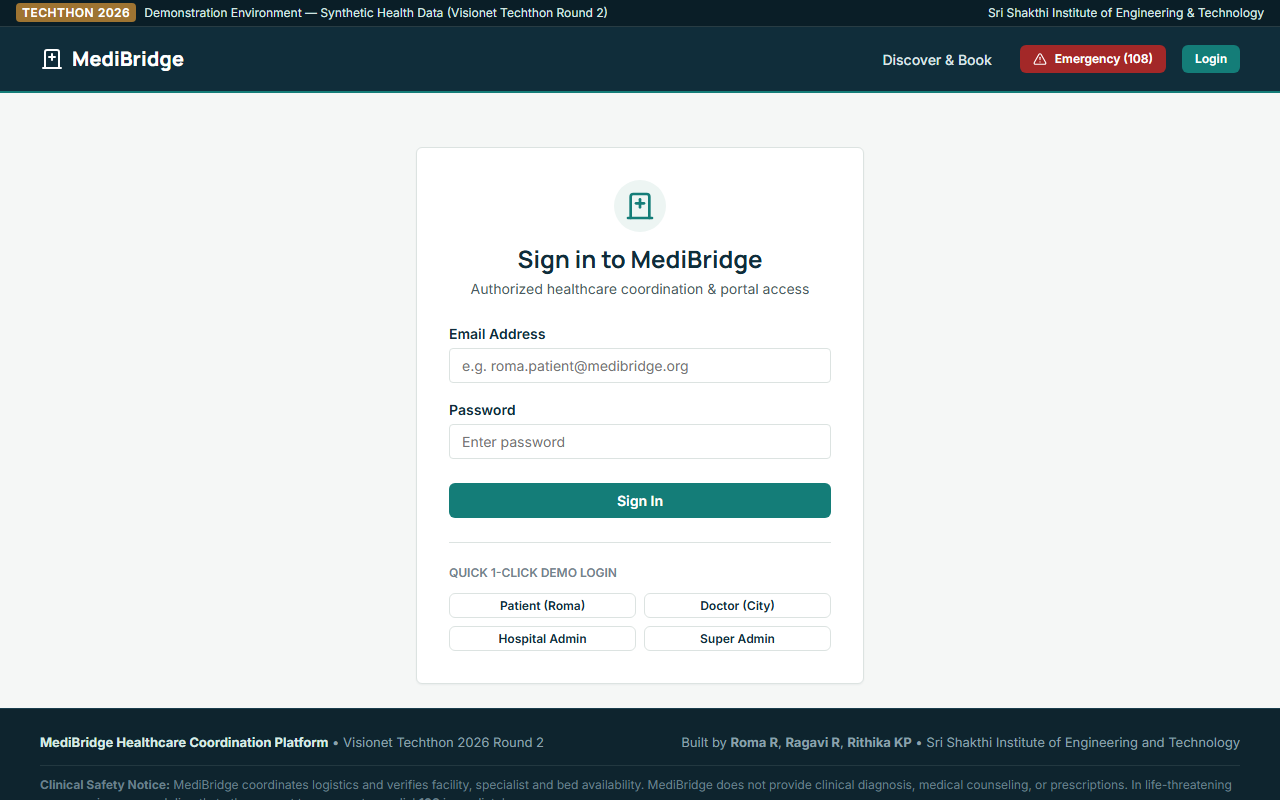 TECHTHON 2026 Demonstration Environment — Synthetic Health Data (Visionet Techthon Round 2) Sri Shakthi Institute of Engineering & Technology
MediBridge Discover & Book Emergency (108) Login
Sign in to MediBridge
Authorized healthcare coordination & portal access
Email Address
e.g. roma.patient@medibridge.org
Password
Enter password
Sign In
QUICK 1-CLICK DEMO LOGIN
Patient (Roma) Doctor (City)
Hospital Admin Super Admin
MediBridge Healthcare Coordination Platform • Visionet Techthon 2026 Round 2 Built by Roma R, Ragavi R, Rithika KP • Sri Shakthi Institute of Engineering and Technology
Clinical Safety Notice: MediBridge coordinates logistics and verifies facility, specialist and bed availability. MediBridge does not provide clinical diagnosis, medical counseling, or prescriptions. In life-threatening